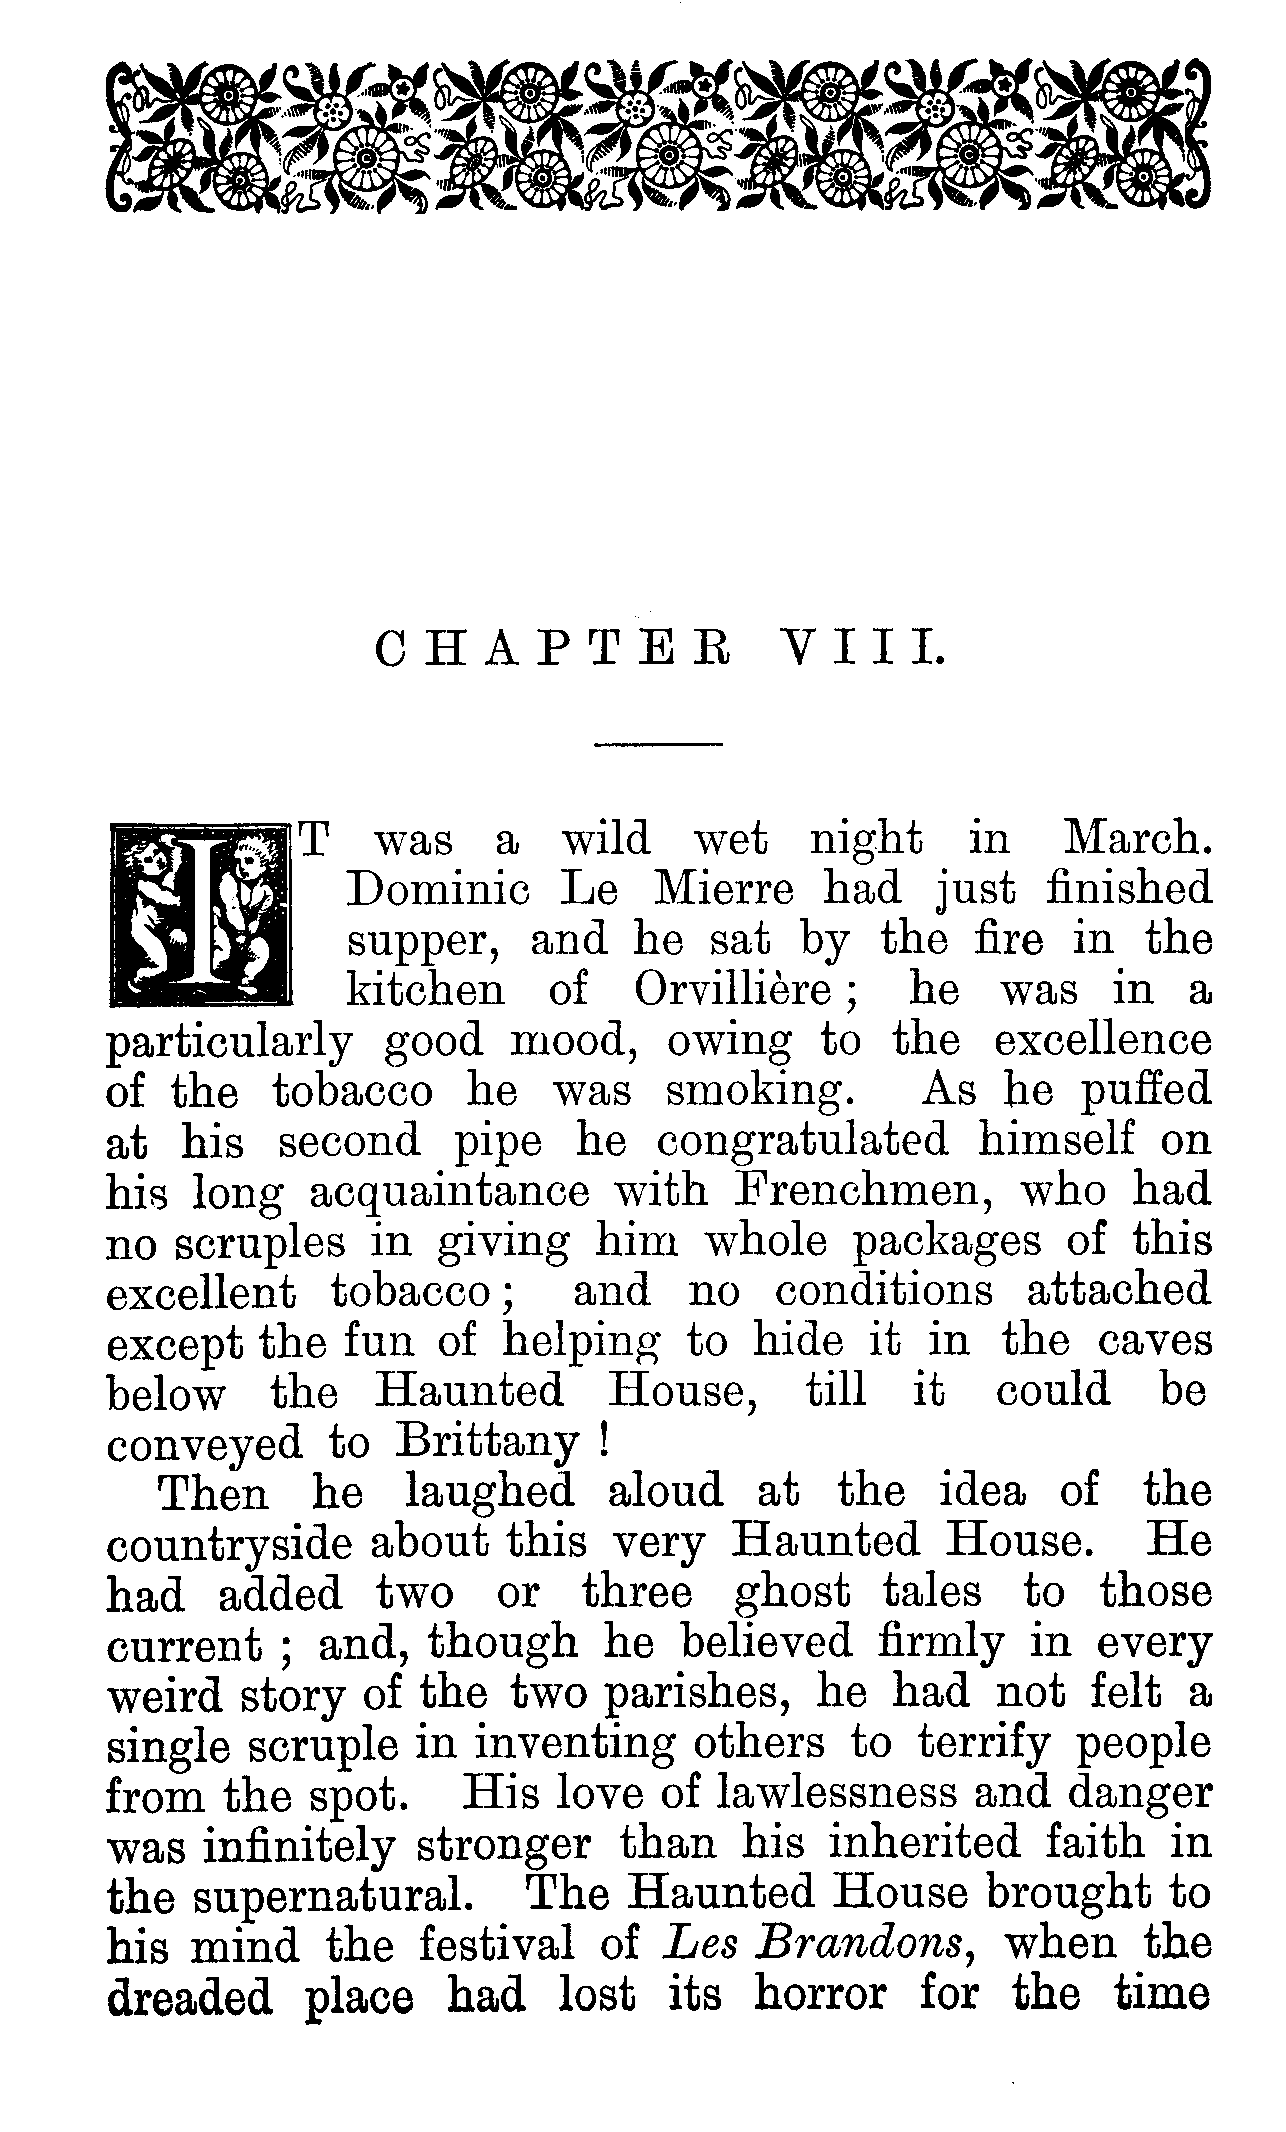 CHAPTER VIII.
IT was a wild wet night in March.
Dominic Le Mierre had just finished
supper, and he sat by the fire in the
kitchen of Orvillière ; he was in a
particularly good mood, owing to the excellence
of the tobacco he was smoking. As he puffed
at his second pipe he congratulated himself on
his long acquaintance with Frenchmen, who had
no scruples in giving him whole packages of this
excellent tobacco ; and no conditions attached
except the fun of helping to hide it in the caves
below the Haunted House, till it could be
conveyed to Brittany !
Then he laughed aloud at the idea of the
countryside about this very Haunted House. He
had added two or three ghost tales to those
current ; and, though he believed firmly in every
weird story of the two parishes, he had not felt a
single scruple in inventing others to terrify people
from the spot. His love of lawlessness and danger
was infinitely stronger than his inherited faith in
the supernatural. The Haunted House brought to
his mind the festival of Les Brandons, when the
dreaded place had lost its horror for the time